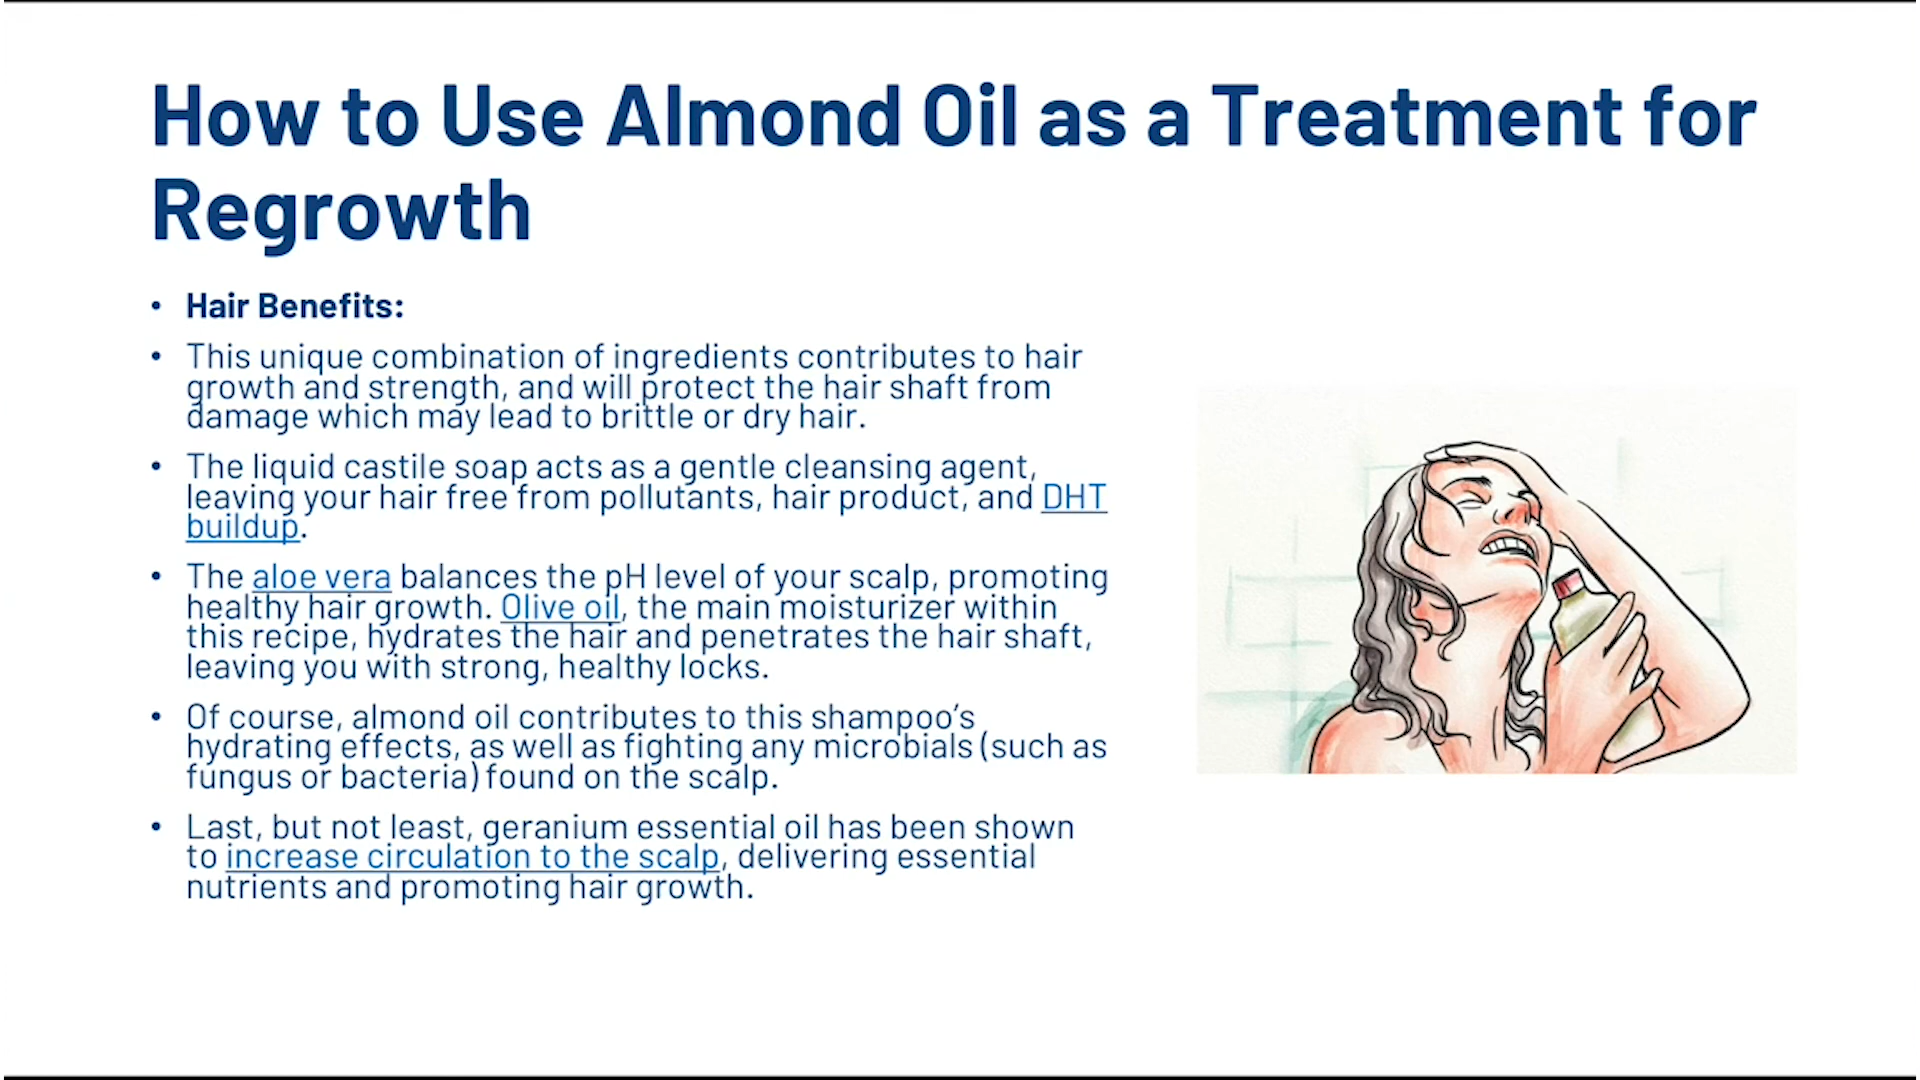 How to Use Almond Oil as a Treatment for
Regrowth
• Hair Benefits:
• This unique combination of ingredients contributes to hair
growth and strength, and will protect the hair shaft from
damage which may lead to brittle or dry hair.
• The liquid castile soap acts as a gentle cleansing agent,
leaving your hair free from pollutants, hair product, and DHT
buildup.
• The aloe vera balances the pH level of your scalp, promoting
healthy hair growth. Olive oil, the main moisturizer within
this recipe, hydrates the hair and penetrates the hair shaft,
leaving you with strong, healthy locks.
• Of course, almond oil contributes to this shampoo’s
hydrating effects, as well as fighting any microbials (such as
fungus or bacteria) found on the scalp.
• Last, but not least, geranium essential oil has been shown
to increase circulation to the scalp, delivering essential
nutrients and promoting hair growth.